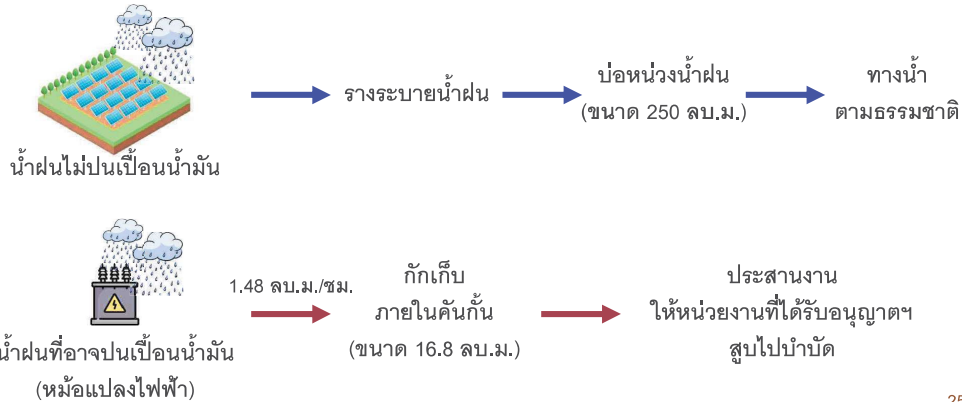 น้ำฝนไม่ปนเปื้อนน้ำมัน
รางระบายน้ำฝน
บ่อหน่วงน้ำฝน
(ขนาด 250 ลบ.ม.)
ทางน้ำ
ตามธรรมชาติ
น้ำฝนที่อาจปนเปื้อนน้ำมัน
(หม้อแปลงไฟฟ้า)
1.48 ลบ.ม./ชม.
กักเก็บ
ภายในคันกั้น
(ขนาด 16.8 ลบ.ม.)
ประสานงาน
ให้หน่วยงานที่ได้รับอนุญาตฯ
สูบไปบำบัด
25